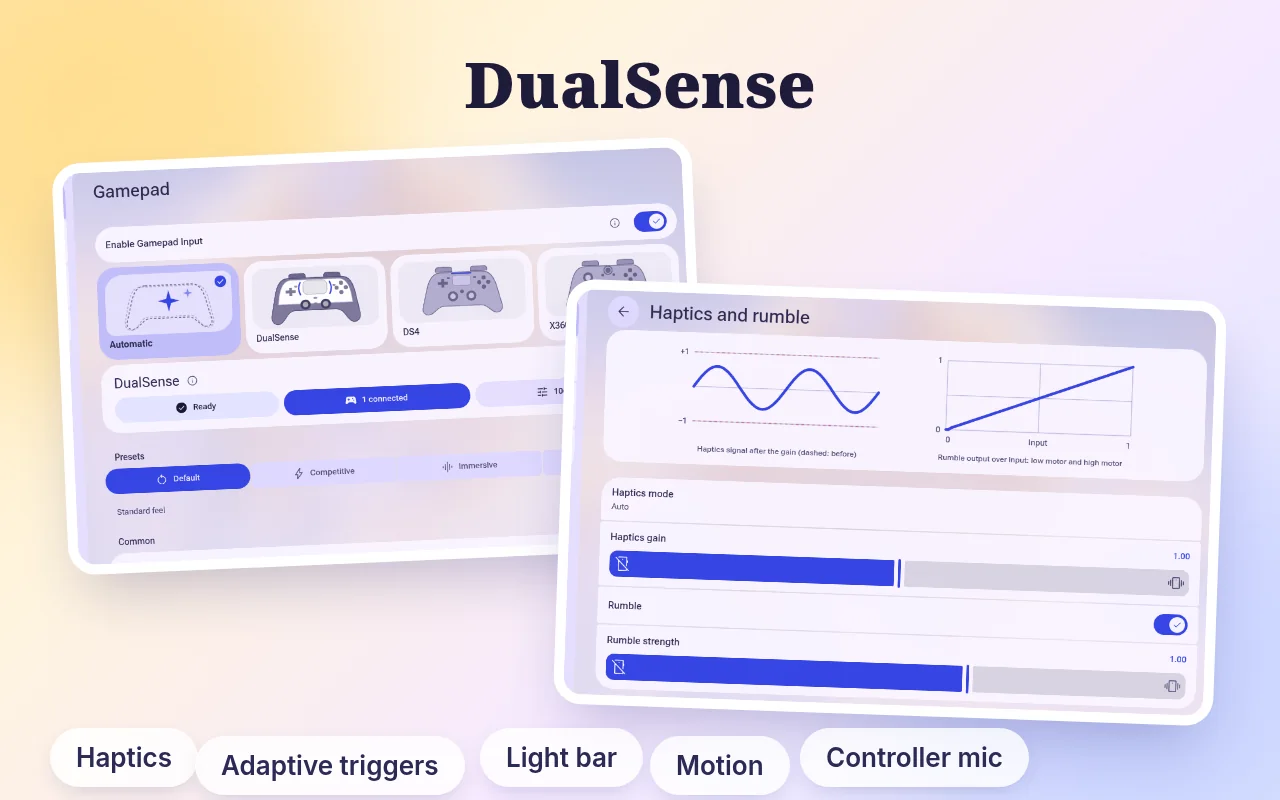 DualSense
Gamepad
Enable Gamepad Input
Automatic
DualSense
DS4
DualSense
Ready
1 connected
Presets
Default
Competitive
Immersive
Standard feel
Common
Haptics and rumble
+1
−1
Haptics signal after the gain (dashed: before)
1
0
0
Input
1
Rumble output over input: low motor and high motor
Haptics mode
Auto
Haptics gain
1.00
Rumble
Rumble strength
1.00
Haptics
Adaptive triggers
Light bar
Motion
Controller mic